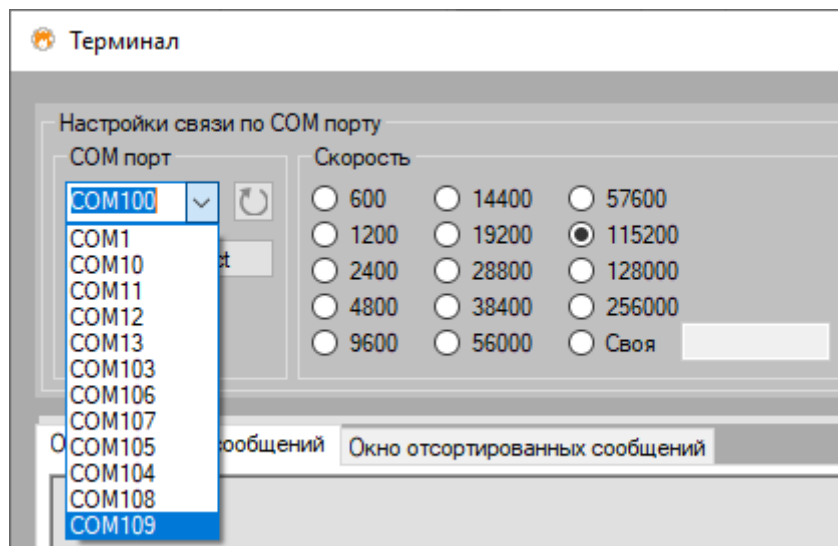 Терминал
Настройки связи по COM порту
COM порт
COM100
COM1
COM10
COM11
COM12
COM13
COM103
COM106
COM107
COM105
COM104
COM108
COM109
ct
Скорость
600 14400 57600
1200 19200 115200
2400 28800 128000
4800 38400 256000
9600 56000 Своя
О сообщений Окно отсортированных сообщений